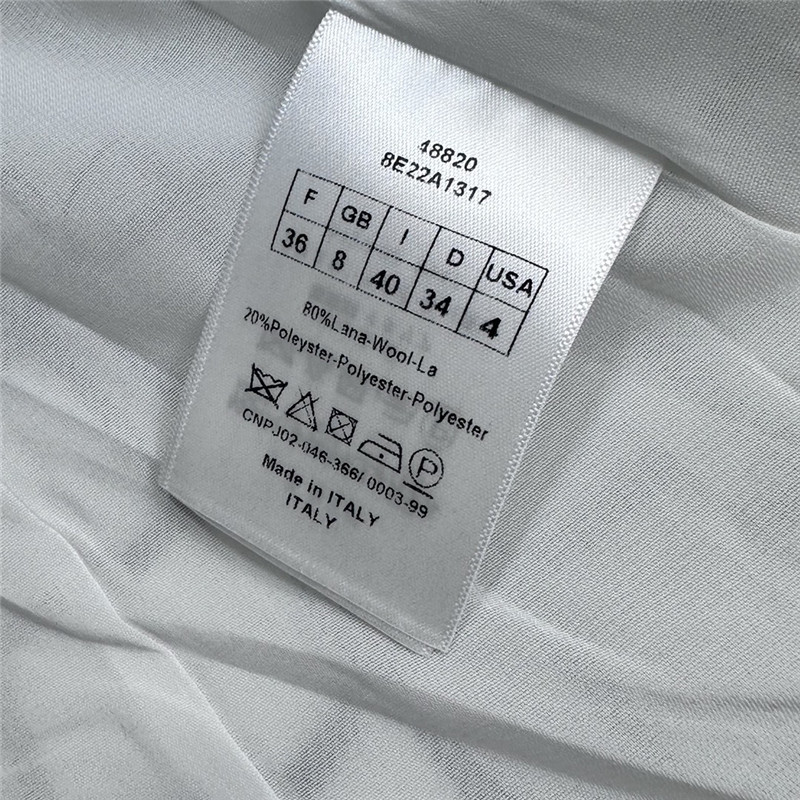 48820
8E22A1317
F GB I D USA
36 8 40 34 4
80%Lana-Wool-La
20%Poleyster-Polyester-Polyester
P
CNPJ02-046-366/ 0003-99
Made in ITALY
ITALY